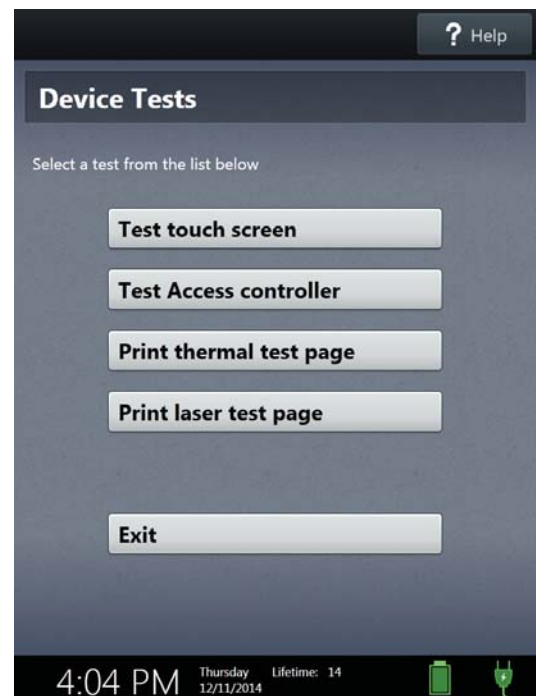 ? Help
Device Tests
Select a test from the list below
Test touch screen
Test Access controller
Print thermal test page
Print laser test page
Exit
4:04 PM Thursday Lifetime: 14
12/11/2014